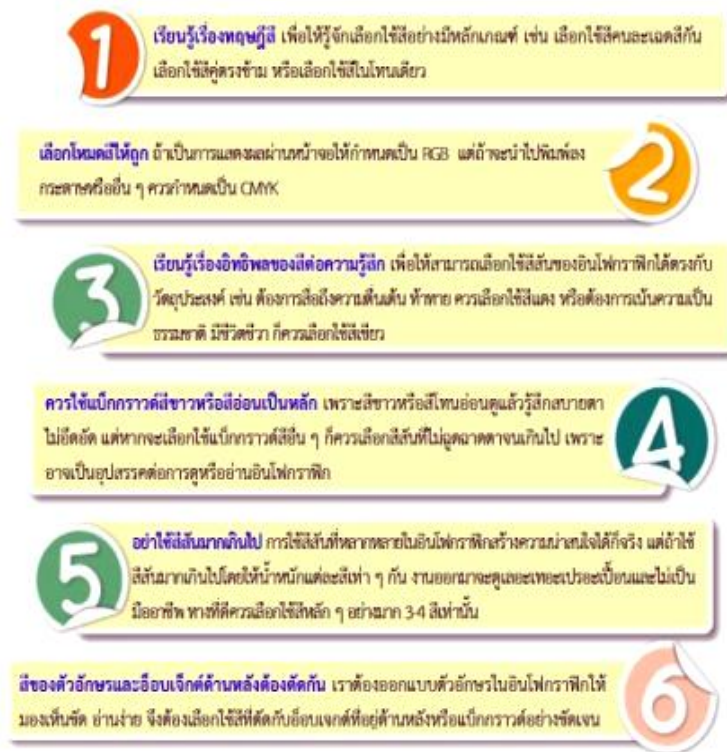 1
เรียนรู้เรื่องทฤษฎีสี เพื่อให้รู้จักเลือกใช้สีอย่างมีหลักเกณฑ์ เช่น เลือกใช้สีคนละเฉดสีกัน
เลือกใช้สีคู่ตรงข้าม หรือเลือกใช้สีในโทนเดียว
เลือกโหมดสีให้ถูก ถ้าเป็นการแสดงผลผ่านหน้าจอให้กำหนดเป็น RGB แต่ถ้าจะนำไปพิมพ์ลง
กระดาษหรืออื่น ๆ ควรกำหนดเป็น CMYK
2
3
เรียนรู้เรื่องอิทธิพลของสีต่อความรู้สึก เพื่อให้สามารถเลือกใช้สีสันของอินโฟกราฟิกได้ตรงกับ
วัตถุประสงค์ เช่น ต้องการสื่อถึงความตื่นเต้น ท้าทาย ควรเลือกใช้สีแดง หรือต้องการเน้นความเป็น
ธรรมชาติ มีชีวิตชีวา ก็ควรเลือกใช้สีเขียว
ควรใช้แบ็กกราวด์สีขาวหรือสีอ่อนเป็นหลัก เพราะสีขาวหรือสีโทนอ่อนดูแล้วรู้สึกสบายตา
ไม่อึดอัด แต่หากจะเลือกใช้แบ็กกราวด์สีอื่น ๆ ก็ควรเลือกสีสันที่ไม่ฉูดฉาดตาจนเกินไป เพราะ
อาจเป็นอุปสรรคต่อการดูหรืออ่านอินโฟกราฟิก
4
5
อย่าใช้สีสันมากเกินไป การใช้สีสันที่หลากหลายในอินโฟกราฟิกสร้างความน่าสนใจได้ก็จริง แต่ถ้าใช้
สีสันมากเกินไปโดยให้น้ำหนักแต่ละสีเท่า ๆ กัน งานออกมาจะดูเลอะเทอะเปรอะเปื้อนและไม่เป็น
มืออาชีพ ทางที่ดีควรเลือกใช้สีหลัก ๆ อย่างมาก 3-4 สีเท่านั้น
สีของตัวอักษรและอ็อบเจ็กต์ด้านหลังต้องตัดกัน เราต้องออกแบบตัวอักษรในอินโฟกราฟิกให้
มองเห็นชัด อ่านง่าย จึงต้องเลือกใช้สีที่ตัดกับอ็อบเจกต์ที่อยู่ด้านหลังหรือแบ็กกราวด์อย่างชัดเจน
6